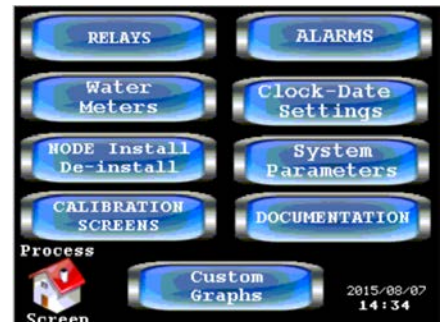 RELAYS
ALARMS
Water
Meters
Clock-Date
Settings
NODE Install
De-install
System
Parameters
CALIBRATION
SCREENS
DOCUMENTATION
Process
Screen
Custom
Graphs
2015/08/07
14:34